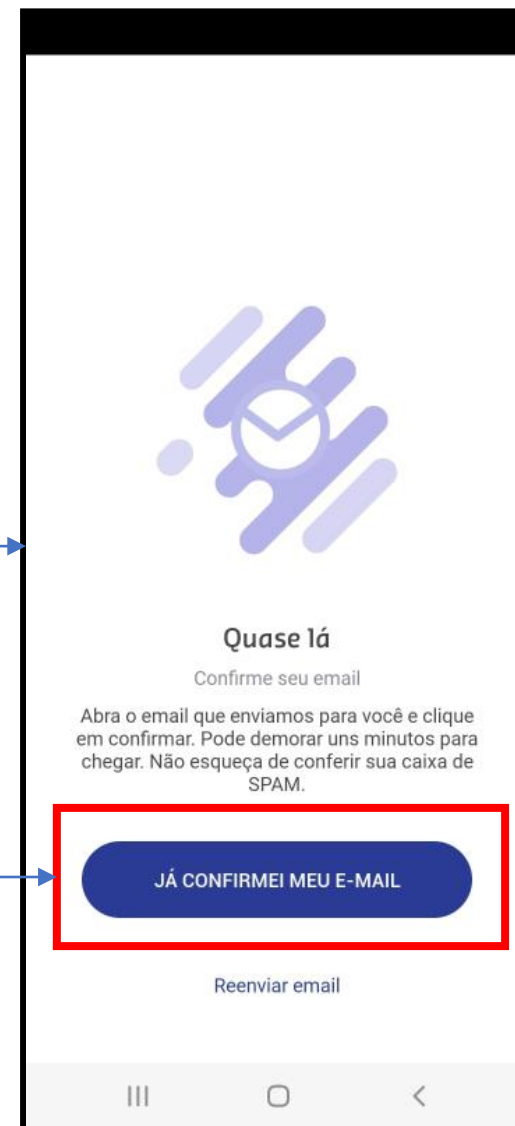 Quase lá
Confirme seu email
Abra o email que enviamos para você e clique
em confirmar. Pode demorar uns minutos para
chegar. Não esqueça de conferir sua caixa de
SPAM.
JÁ CONFIRMEI MEU E-MAIL
Reenviar email